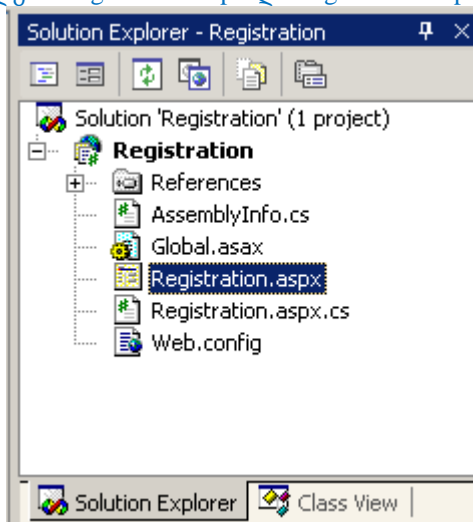 Solution Explorer - Registration
Solution 'Registration' (1 project)
Registration
References
AssemblyInfo.cs
Global.asax
Registration.aspx
Registration.aspx.cs
Web.config
Solution Explorer
Class View